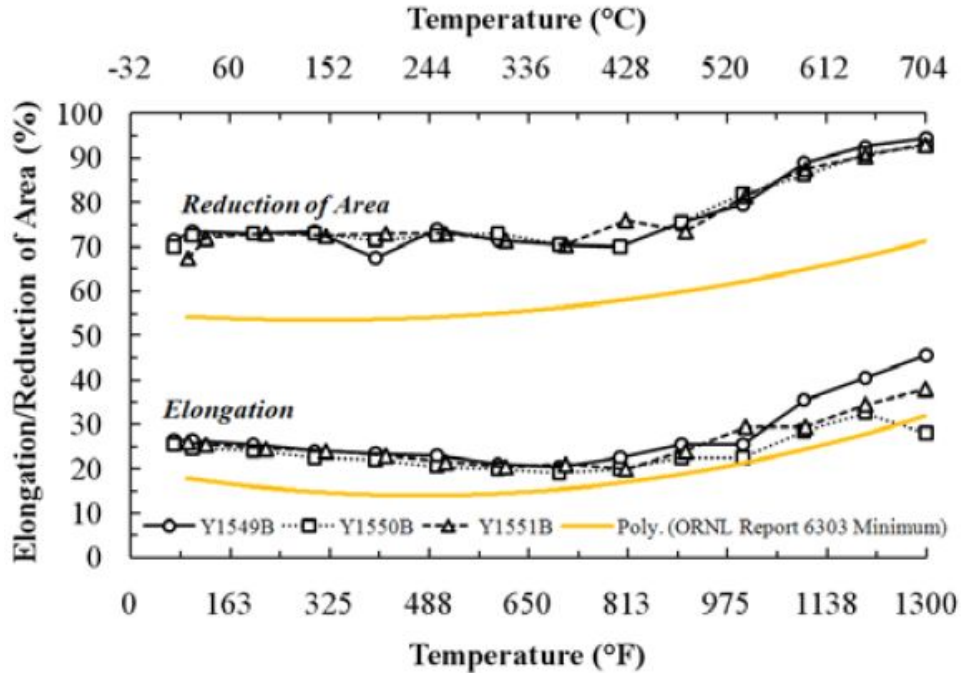 Temperature (°C)
-32 60 152 244 336 428 520 612 704
Elongation/Reduction of Area (%)
100
90
80
Reduction of Area
70
60
50
40
Elongation
30
20
10
Y1549B Y1550B Y1551B Poly. (ORNL Report 6303 Minimum)
0
0 163 325 488 650 813 975 1138 1300
Temperature (°F)